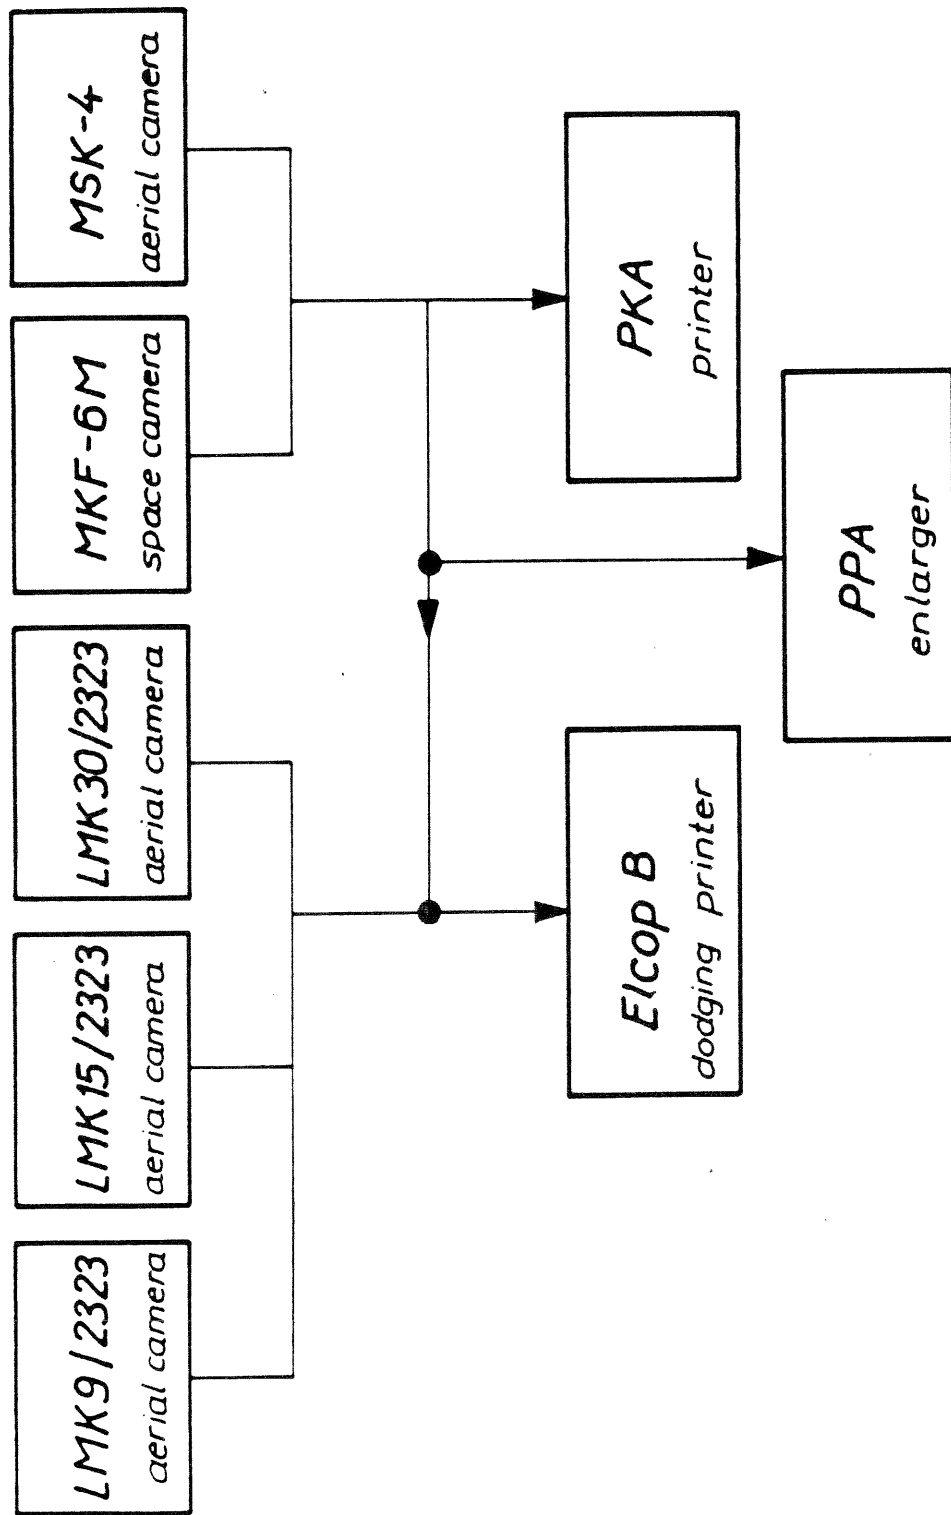 LMK9/2323
aerial camera
LMK15/2323
aerial camera
LMK30/2323
aerial camera
MKF-6M
space camera
MSK-4
aerial camera
Elcop B
dodging printer
PKA
printer
PPA
enlarger